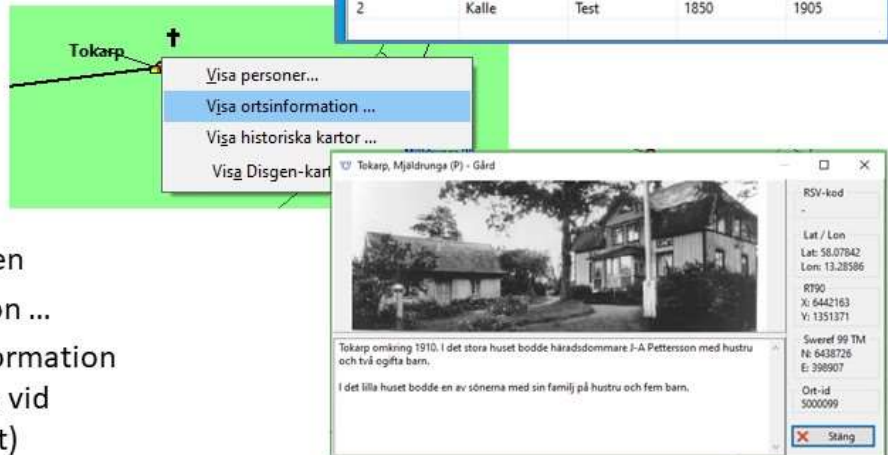 2 Kalle Test 1850 1905
Tokarp
Visa personer...
Visa ortsinformation ...
Visa historiska kartor ...
Visa Disgen-kart
Tokarp, Mjäldrunga (P) - Gård
RSV-kod
-
Lat / Lon
Lat: 58.07842
Lon: 13.28586
RT90
X: 6442163
Y: 1351371
Sweref 99 TM
N: 6438726
E: 398907
Ort-id
5000099
Stäng
Tokarp omkring 1910. I det stora huset bodde häradsdommare J-A Pettersson med hustru
och två ogifta barn.
I det lilla huset bodde en av sönerna med sin familj på hustru och fem barn.
en
on ...
ormation
vid
t)